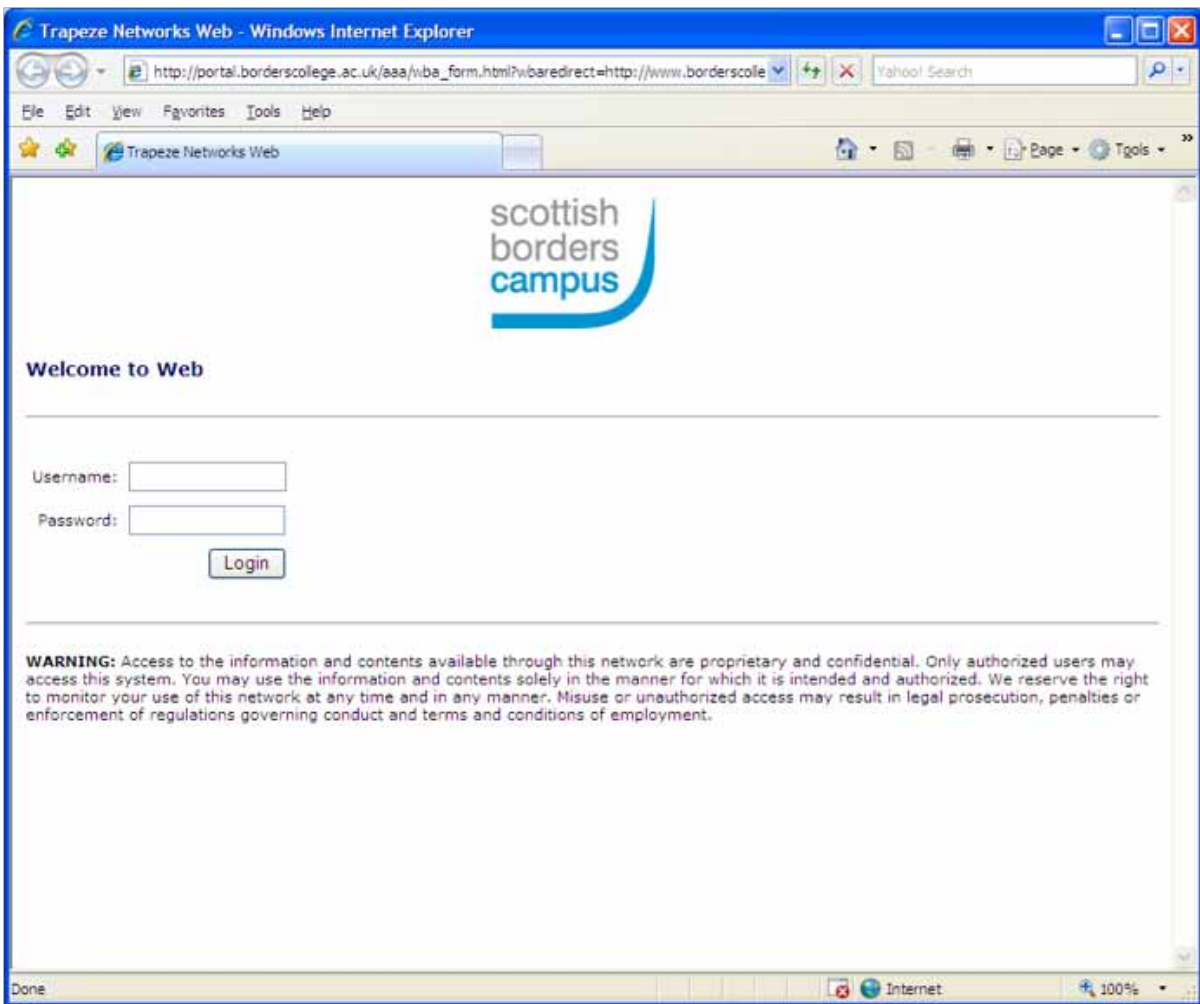 Trapeze Networks Web - Windows Internet Explorer
http://portal.borderscollege.ac.uk/aaa/wba_form.html?wbaredirect=http://www.borderscolle
Yahoo! Search
File Edit View Favorites Tools Help
Trapeze Networks Web
Page Tools »
scottish
borders
campus
Welcome to Web
Username:
Password:
Login
WARNING: Access to the information and contents available through this network are proprietary and confidential. Only authorized users may
access this system. You may use the information and contents solely in the manner for which it is intended and authorized. We reserve the right
to monitor your use of this network at any time and in any manner. Misuse or unauthorized access may result in legal prosecution, penalties or
enforcement of regulations governing conduct and terms and conditions of employment.
Done Internet 100%